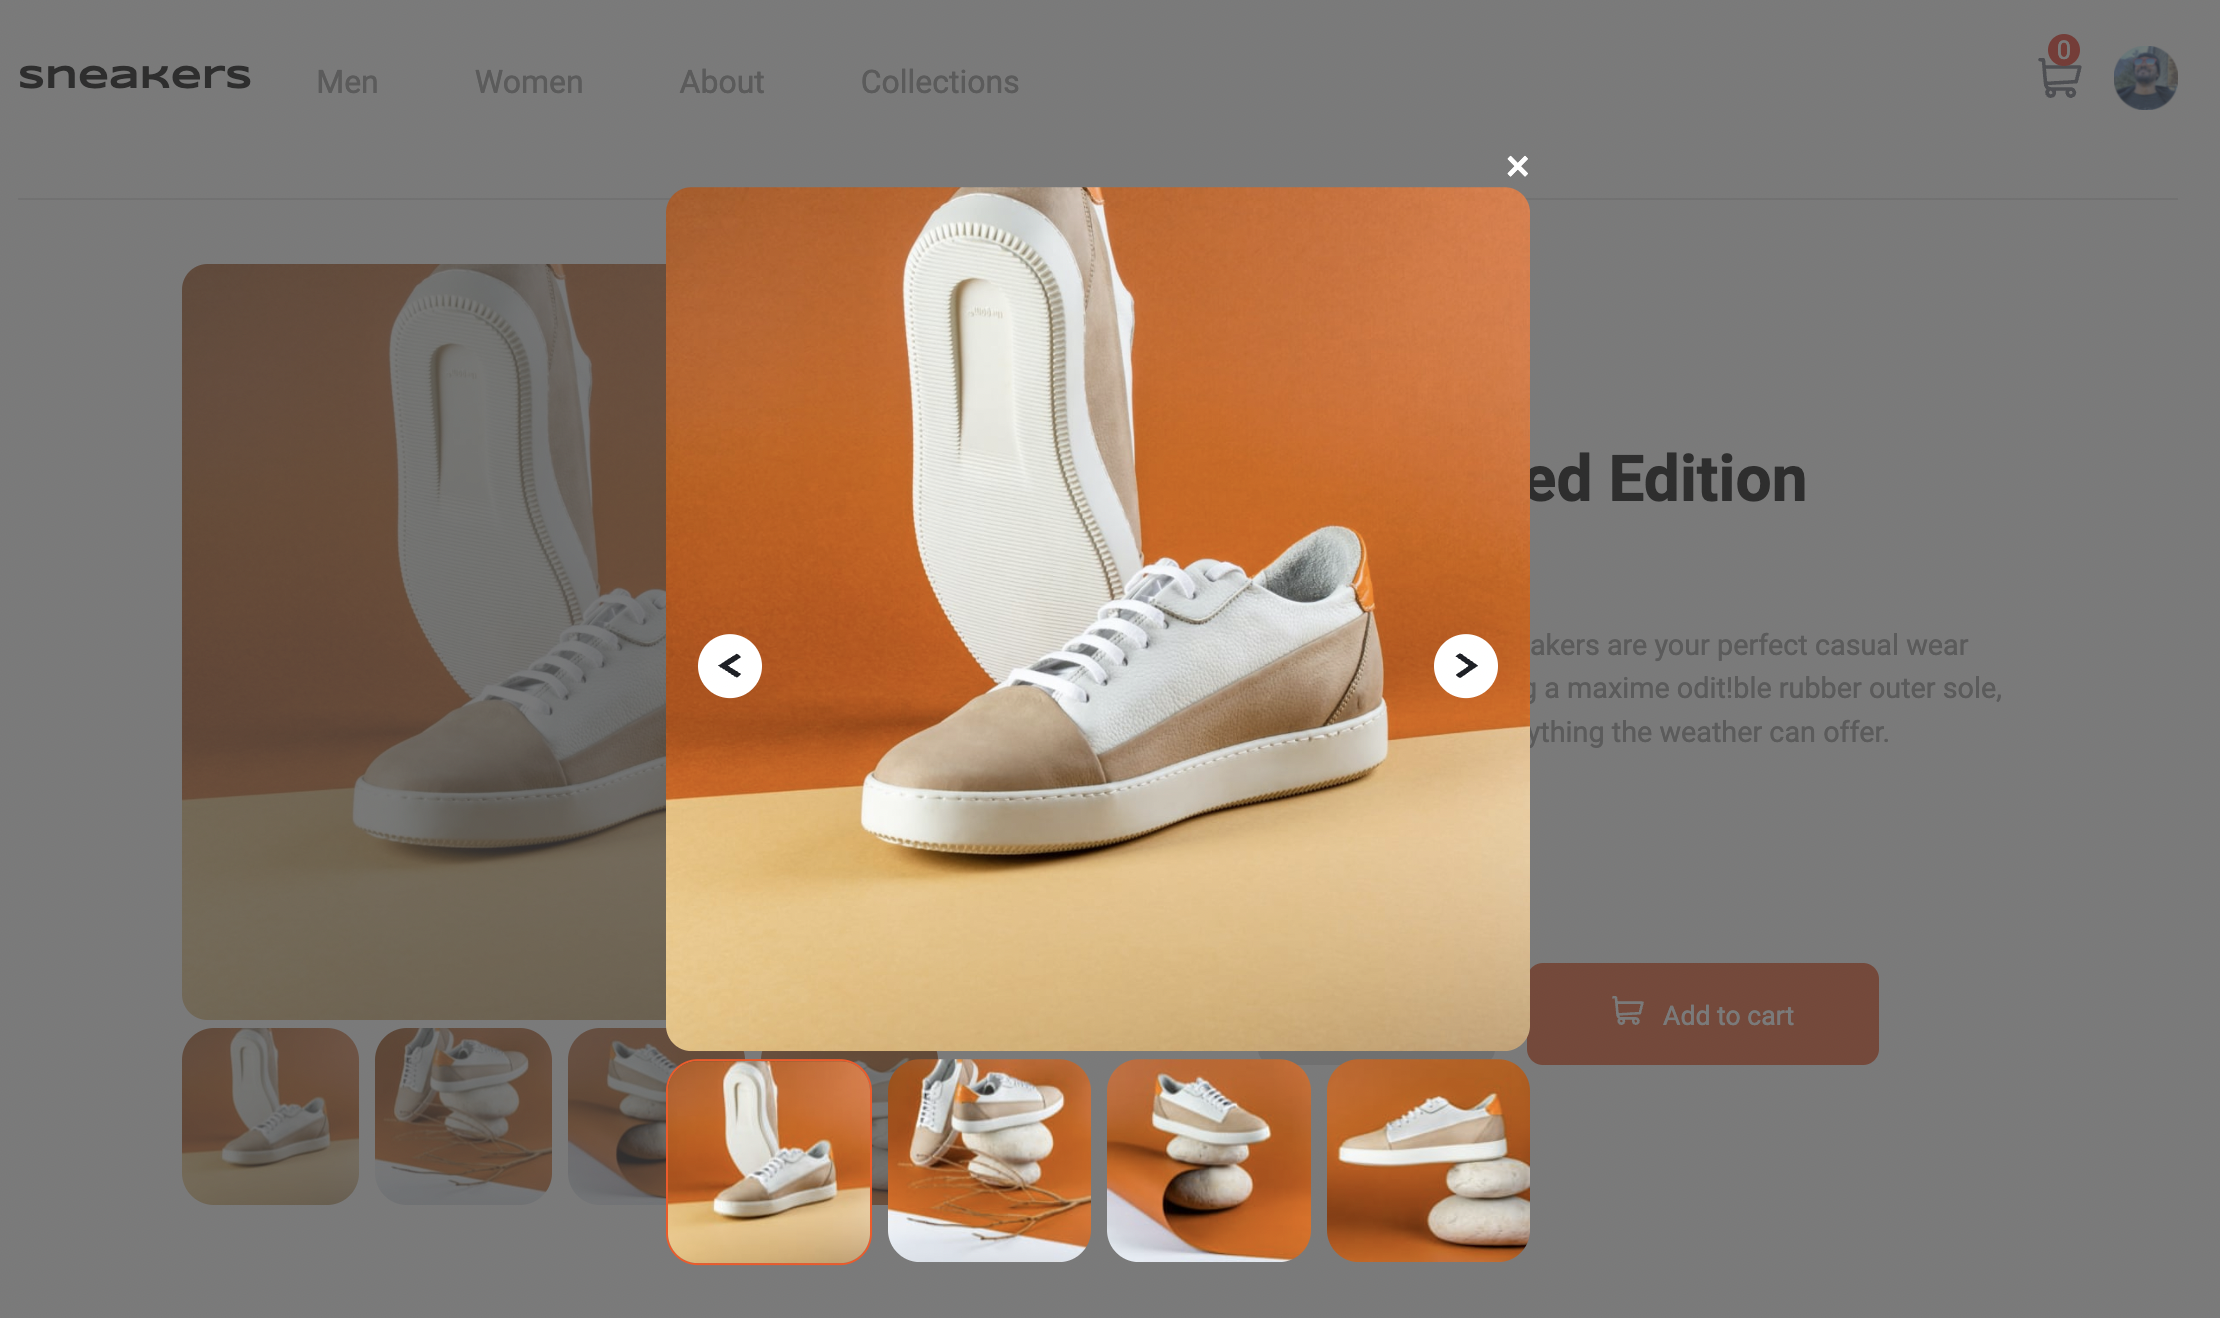 sneakers Men Women About Collections 0
ed Edition
akers are your perfect casual wear
g a maxime odit!ble rubber outer sole,
ything the weather can offer.
Add to cart